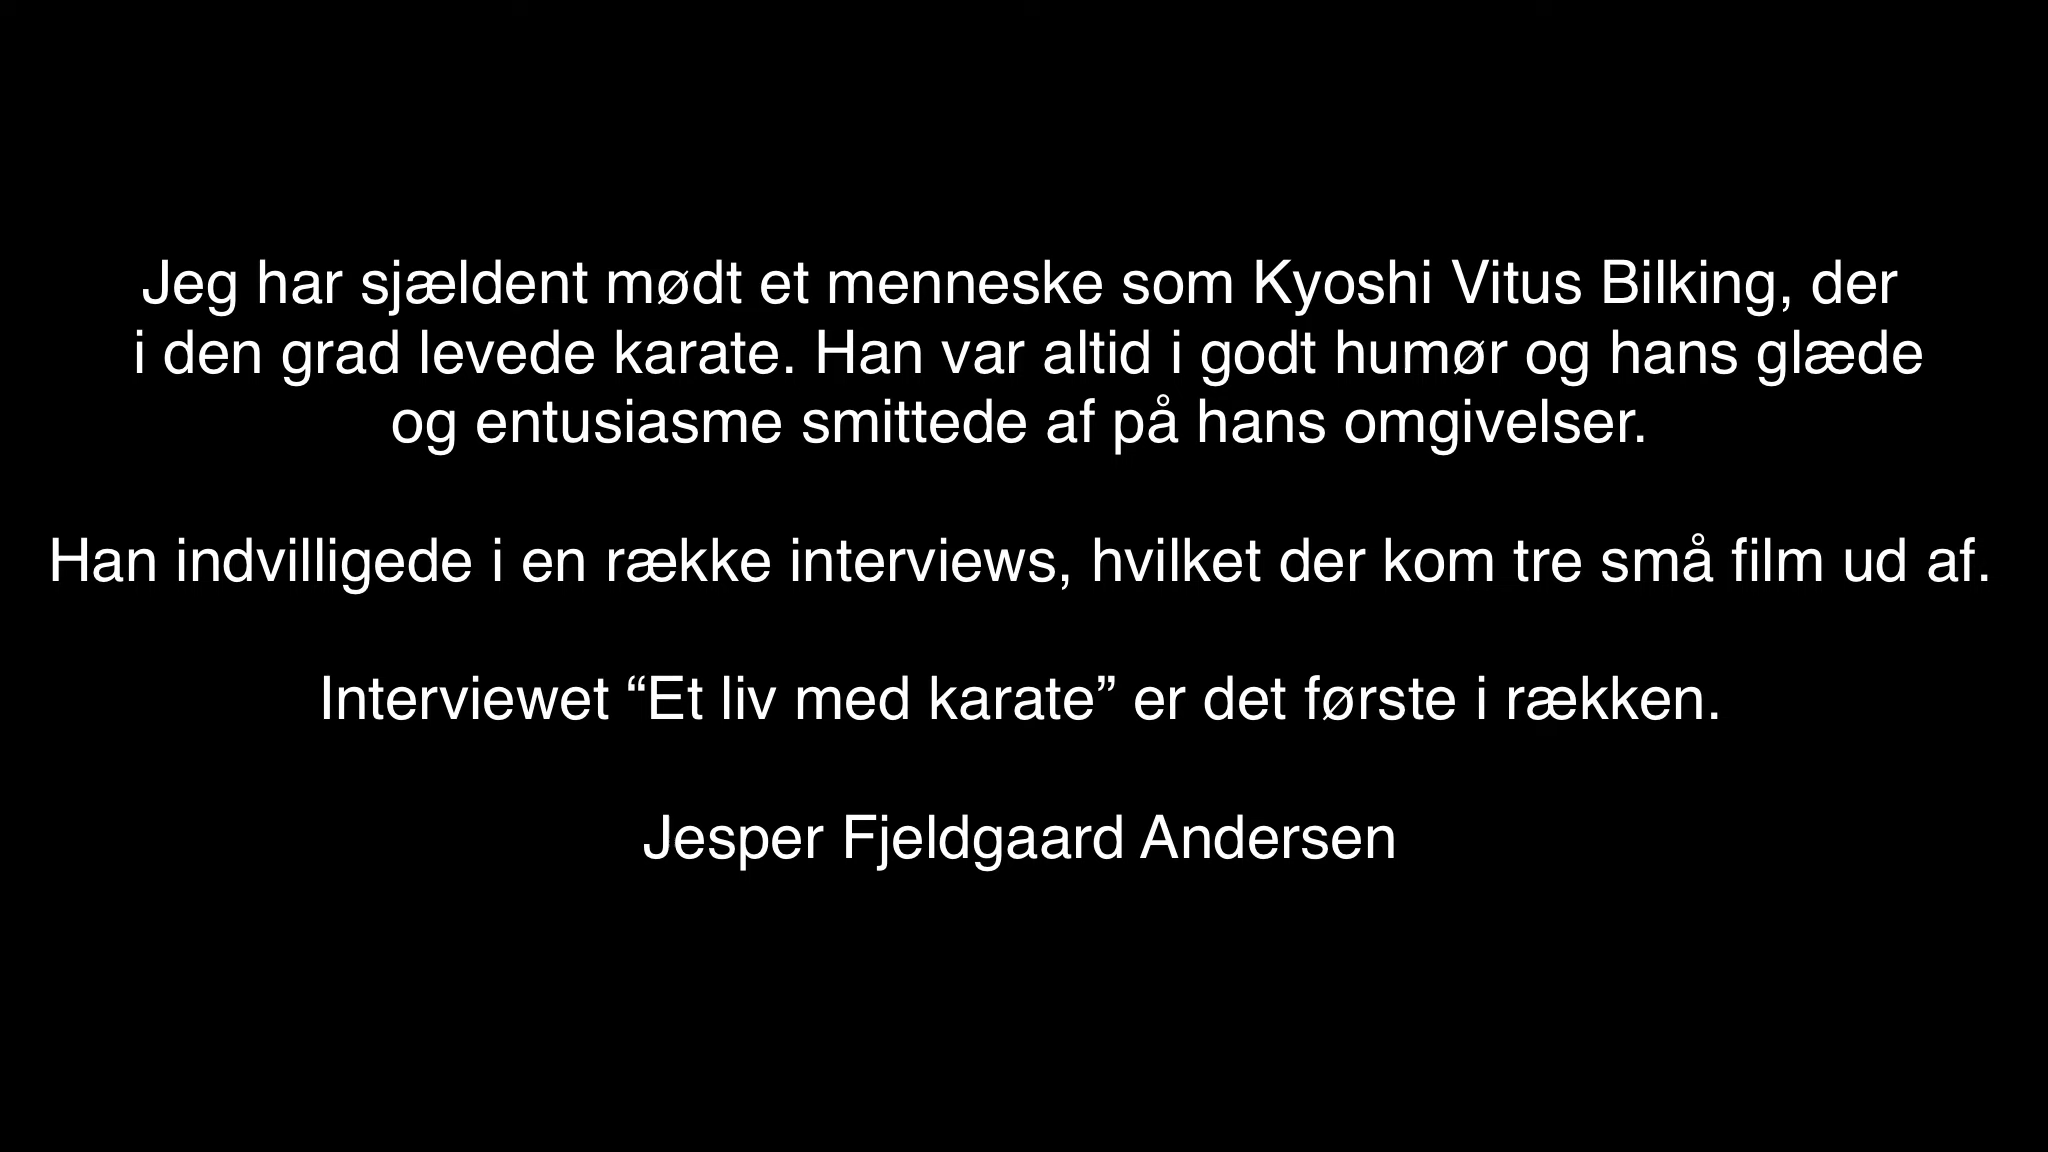 Jeg har sjældent mødt et menneske som Kyoshi Vitus Bilking, der
i den grad levede karate. Han var altid i godt humør og hans glæde
og entusiasme smittede af på hans omgivelser.
Han indvilligede i en række interviews, hvilket der kom tre små film ud af.
Interviewet “Et liv med karate” er det første i rækken.
Jesper Fjeldgaard Andersen